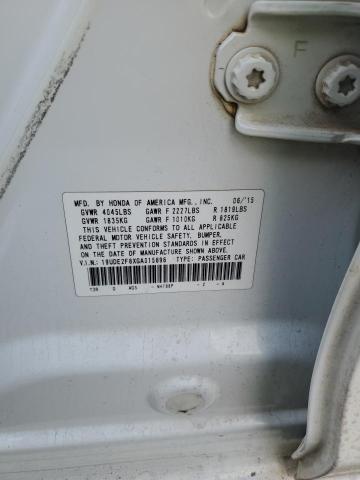 F
MFD. BY HONDA OF AMERICA MFG., INC. 06/15
GVWR 4045LBS GAWR F 2227LBS R 1819LBS
GVWR 1835KG GAWR F 1010KG R 825KG
THIS VEHICLE CONFORMS TO ALL APPLICABLE
FEDERAL MOTOR VEHICLE SAFETY, BUMPER,
AND THEFT PREVENTION STANDARDS IN EFFECT ON
THE DATE OF MANUFACTURE SHOWN ABOVE.
V.I.N.: 19UDE2F8XGA015696 TYPE: PASSENGER CAR